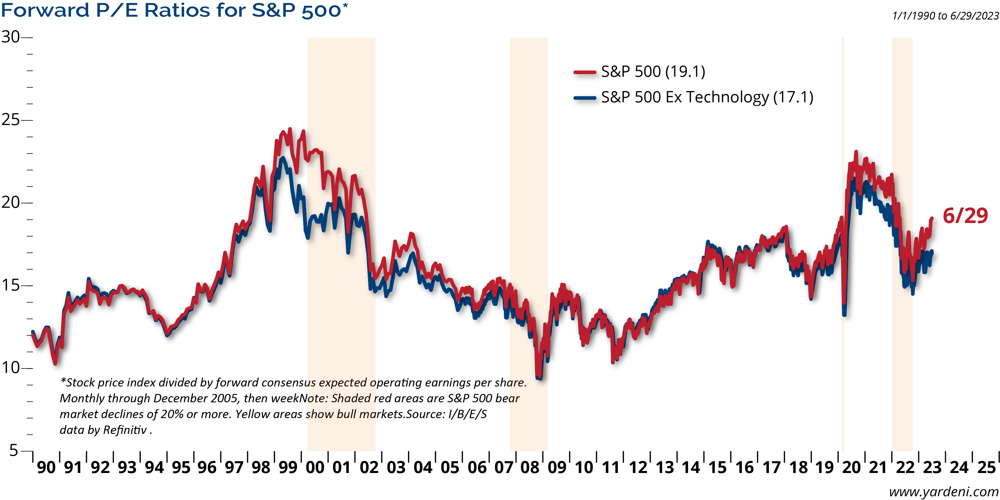 Forward P/E Ratios for S&P 500*
1/1/1990 to 6/29/2023
30
25
20
15
10
5
S&P 500 (19.1)
S&P 500 Ex Technology (17.1)
6/29
*Stock price index divided by forward consensus expected operating earnings per share.
Monthly through December 2005, then weekNote: Shaded red areas are S&P 500 bear
market declines of 20% or more. Yellow areas show bull markets.Source: I/B/E/S
data by Refinitiv .
90 91 92 93 94 95 96 97 98 99 00 01 02 03 04 05 06 07 08 09 10 11 12 13 14 15 16 17 18 19 20 21 22 23 24 25
www.yardeni.com